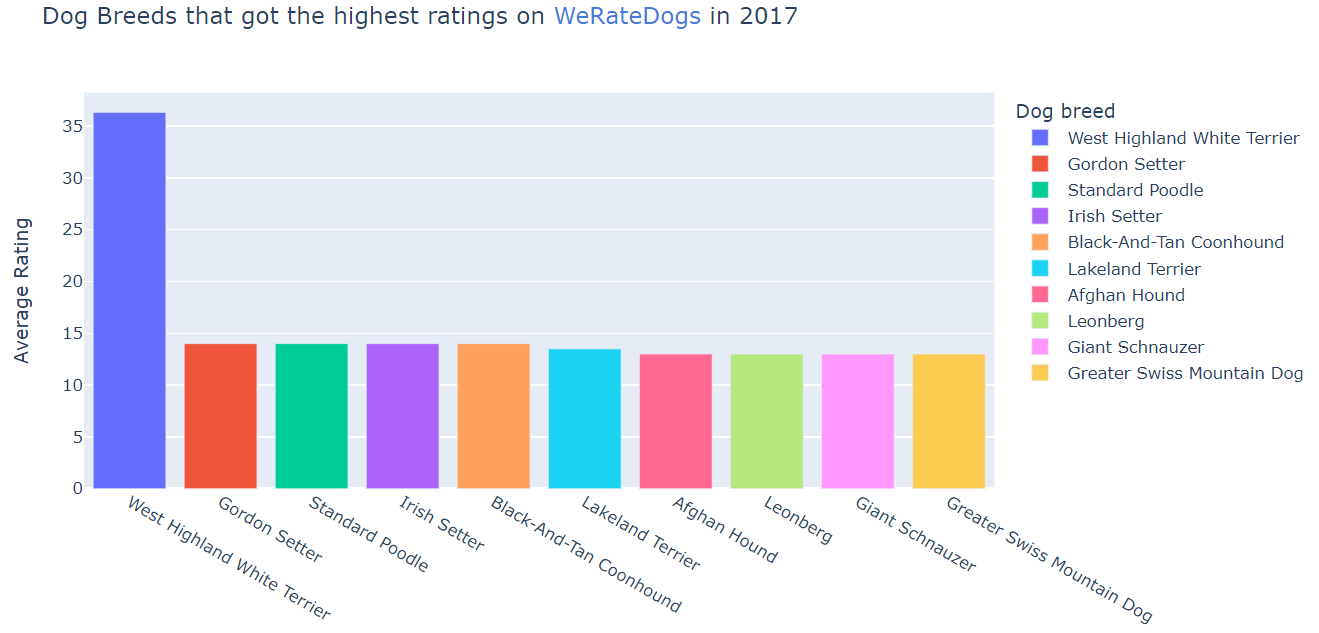 Dog Breeds that got the highest ratings on WeRateDogs in 2017
Average Rating
35
30
25
20
15
10
5
0
West Highland White Terrier
Gordon Setter
Standard Poodle
Irish Setter
Black-And-Tan Coonhound
Lakeland Terrier
Afghan Hound
Leonberg
Giant Schnauzer
Greater Swiss Mountain Dog
Dog breed
West Highland White Terrier
Gordon Setter
Standard Poodle
Irish Setter
Black-And-Tan Coonhound
Lakeland Terrier
Afghan Hound
Leonberg
Giant Schnauzer
Greater Swiss Mountain Dog